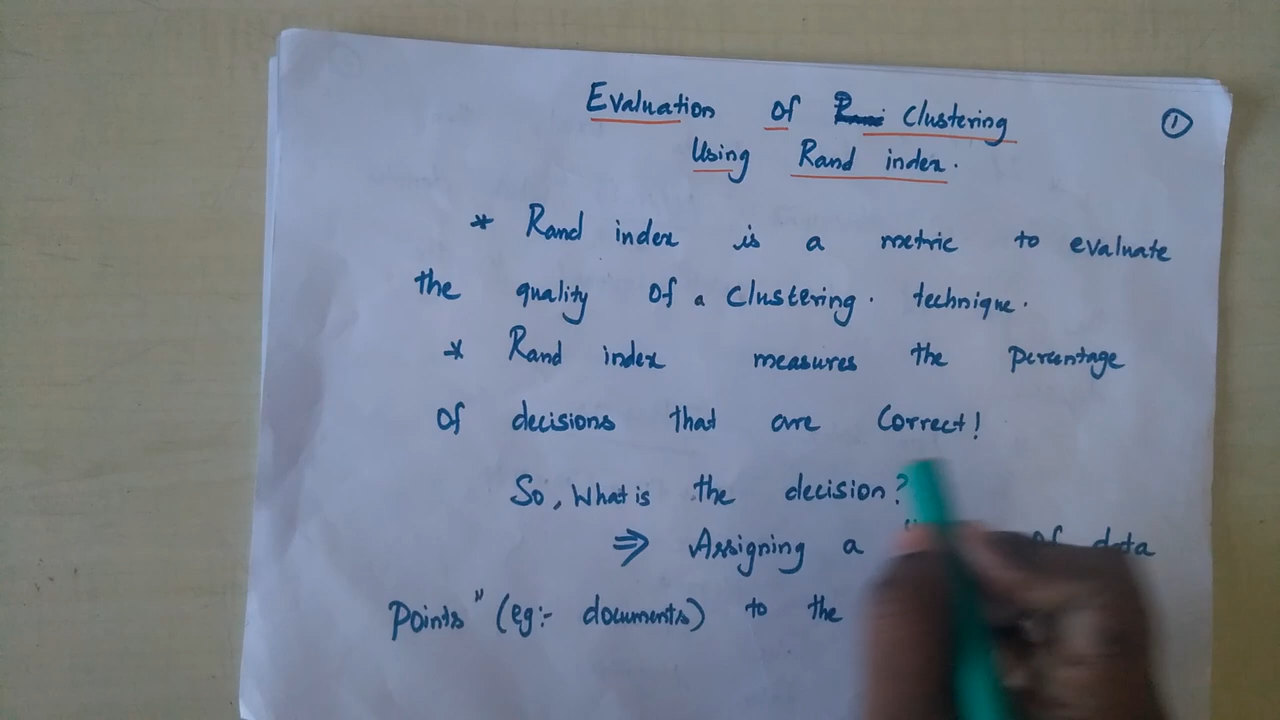 Evaluation of Clustering
①
Using Rand index.
* Rand index is a metric to evaluate
the quality of a Clustering. technique.
* Rand index measures the percentage
of decisions that are Correct!
So, What is the decision?
⇒ Assigning a " of data
Points" (eg:- documents) to the